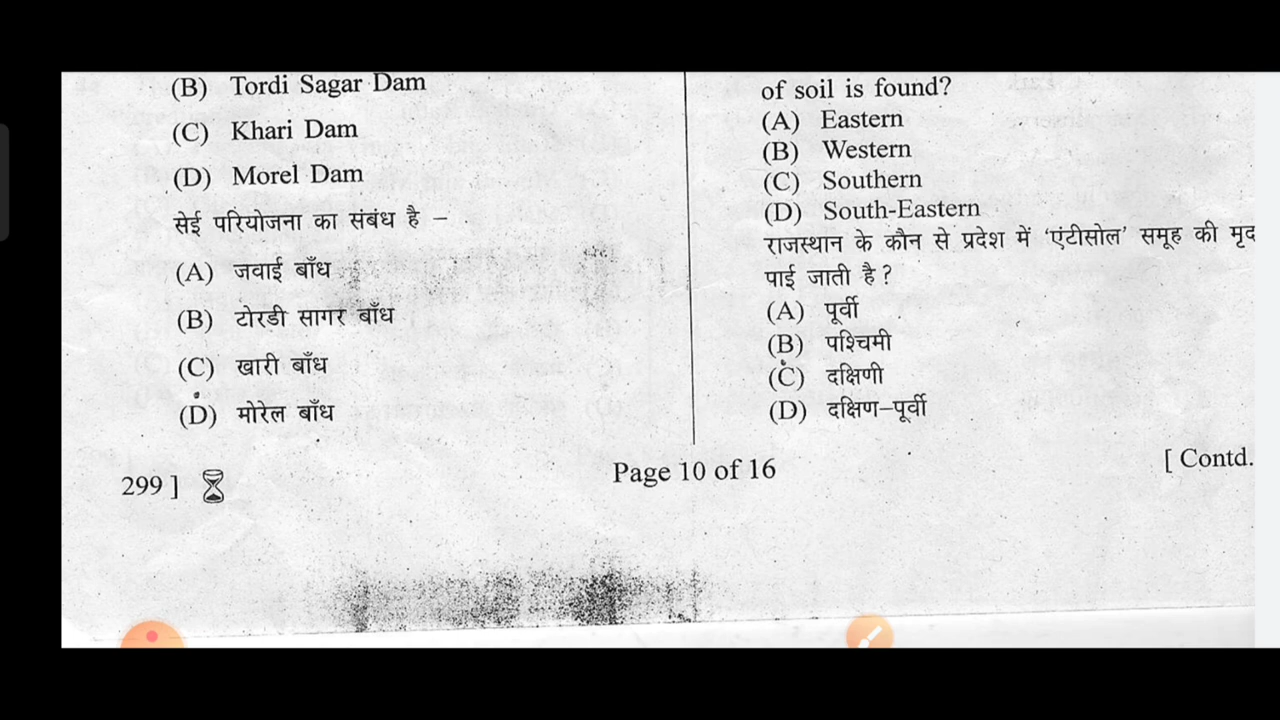 (B) Tordi Sagar Dam
(C) Khari Dam
(D) Morel Dam
सेई परियोजना का संबंध है –
(A) जवाई बाँध
(B) टोरडी सागर बाँध
(C) खारी बाँध
(D) मोरेल बाँध
of soil is found?
(A) Eastern
(B) Western
(C) Southern
(D) South-Eastern
राजस्थान के कौन से प्रदेश में ‘एंटीसोल’ समूह की मृद
पाई जाती है ?
(A) पूर्वी
(B) पश्चिमी
(C) दक्षिणी
(D) दक्षिण–पूर्वी
299 ]
Page 10 of 16
[ Contd.